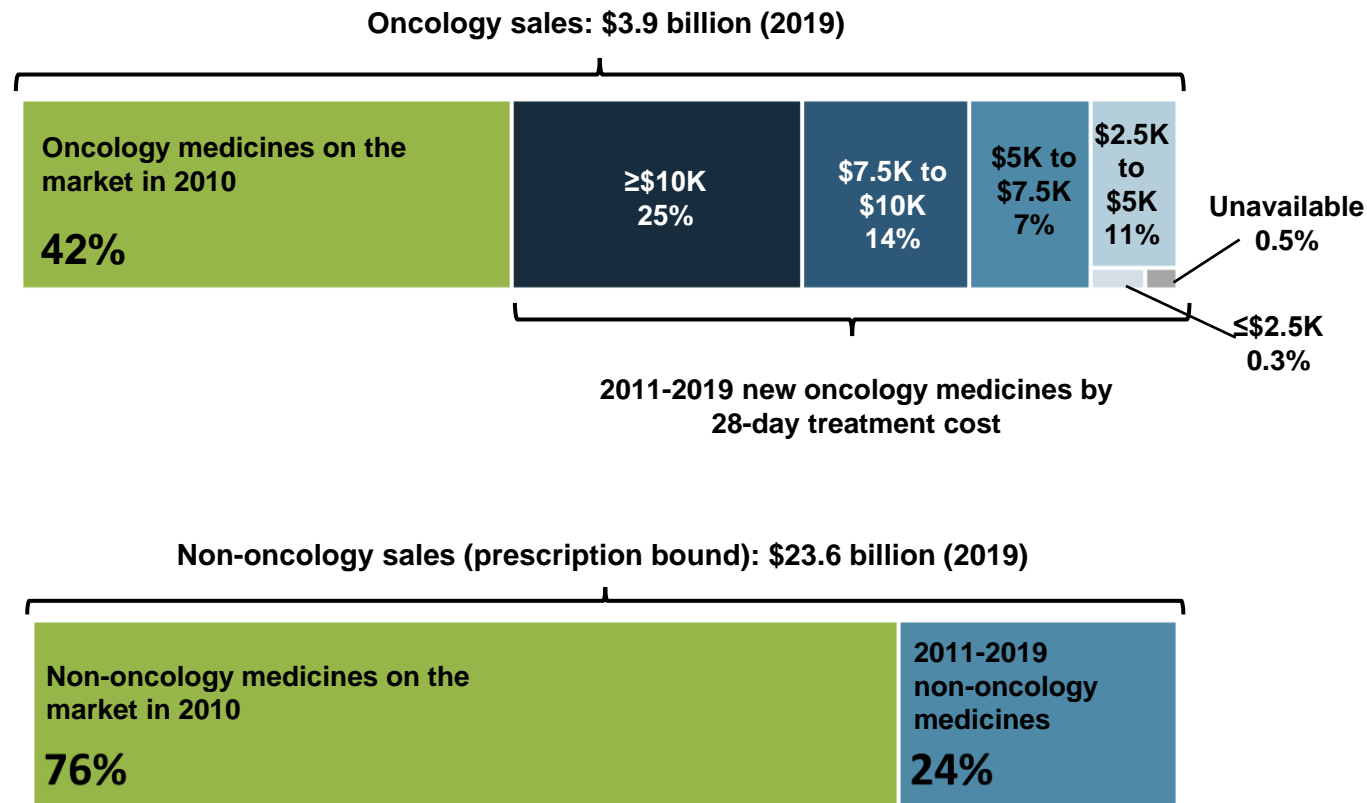 Oncology sales: $3.9 billion (2019)
Oncology medicines on the
market in 2010
42%
≥$10K
25%
$7.5K to
$10K
14%
$5K to
$7.5K
7%
$2.5K
to
$5K
11%
Unavailable
0.5%
≤$2.5K
0.3%
2011-2019 new oncology medicines by
28-day treatment cost
Non-oncology sales (prescription bound): $23.6 billion (2019)
Non-oncology medicines on the
market in 2010
76%
2011-2019
non-oncology
medicines
24%